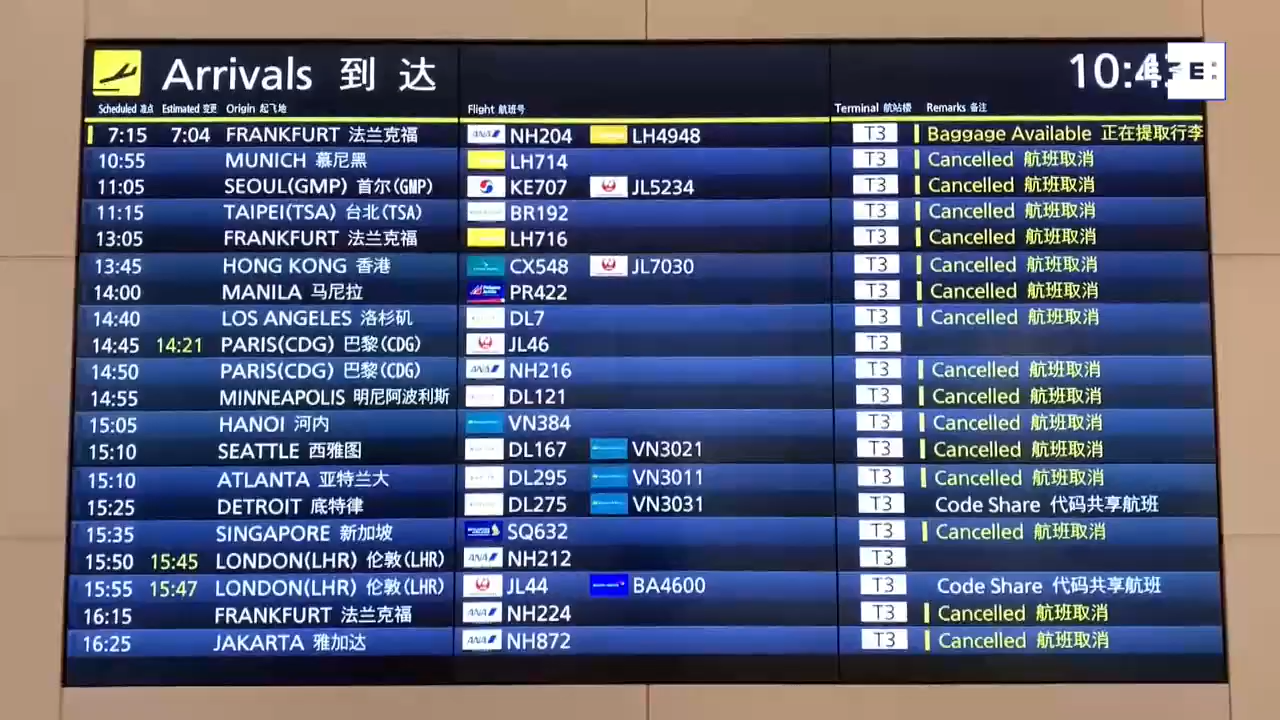 Arrivals 到 达 10:4
Scheduled 准点 Estimated 变更 Origin 起飞地 Flight 航班号 Terminal 航站楼 Remarks 备注
7:15 7:04 FRANKFURT 法兰克福 ANA NH204 LH4948 T3 Baggage Available 正在提取行李
10:55 MUNICH 慕尼黑 LH714 T3 Cancelled 航班取消
11:05 SEOUL(GMP) 首尔(GMP) KE707 JL5234 T3 Cancelled 航班取消
11:15 TAIPEI(TSA) 台北(TSA) BR192 T3 Cancelled 航班取消
13:05 FRANKFURT 法兰克福 LH716 T3 Cancelled 航班取消
13:45 HONG KONG 香港 CX548 JL7030 T3 Cancelled 航班取消
14:00 MANILA 马尼拉 PR422 T3 Cancelled 航班取消
14:40 LOS ANGELES 洛杉矶 DL7 T3 Cancelled 航班取消
14:45 14:21 PARIS(CDG) 巴黎(CDG) JL46 T3
14:50 PARIS(CDG) 巴黎(CDG) ANA NH216 T3 Cancelled 航班取消
14:55 MINNEAPOLIS 明尼阿波利斯 DL121 T3 Cancelled 航班取消
15:05 HANOI 河内 VN384 T3 Cancelled 航班取消
15:10 SEATTLE 西雅图 DL167 VN3021 T3 Cancelled 航班取消
15:10 ATLANTA 亚特兰大 DL295 VN3011 T3 Cancelled 航班取消
15:25 DETROIT 底特律 DL275 VN3031 T3 Code Share 代码共享航班
15:35 SINGAPORE 新加坡 SQ632 T3 Cancelled 航班取消
15:50 15:45 LONDON(LHR) 伦敦(LHR) ANA NH212 T3
15:55 15:47 LONDON(LHR) 伦敦(LHR) JL44 BA4600 T3 Code Share 代码共享航班
16:15 FRANKFURT 法兰克福 ANA NH224 T3 Cancelled 航班取消
16:25 JAKARTA 雅加达 ANA NH872 T3 Cancelled 航班取消